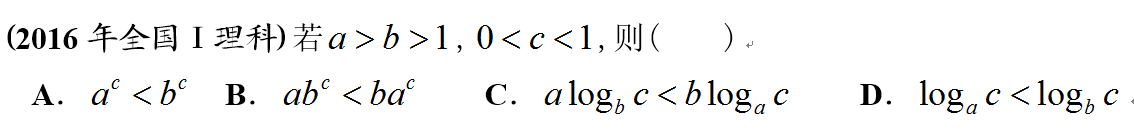 (2016 年全国 I 理科) 若 a > b > 1, 0 < c < 1, 则(　　)
A. a^c < b^c　B. ab^c < ba^c　C. a log_b c < b log_a c　D. log_a c < log_b c